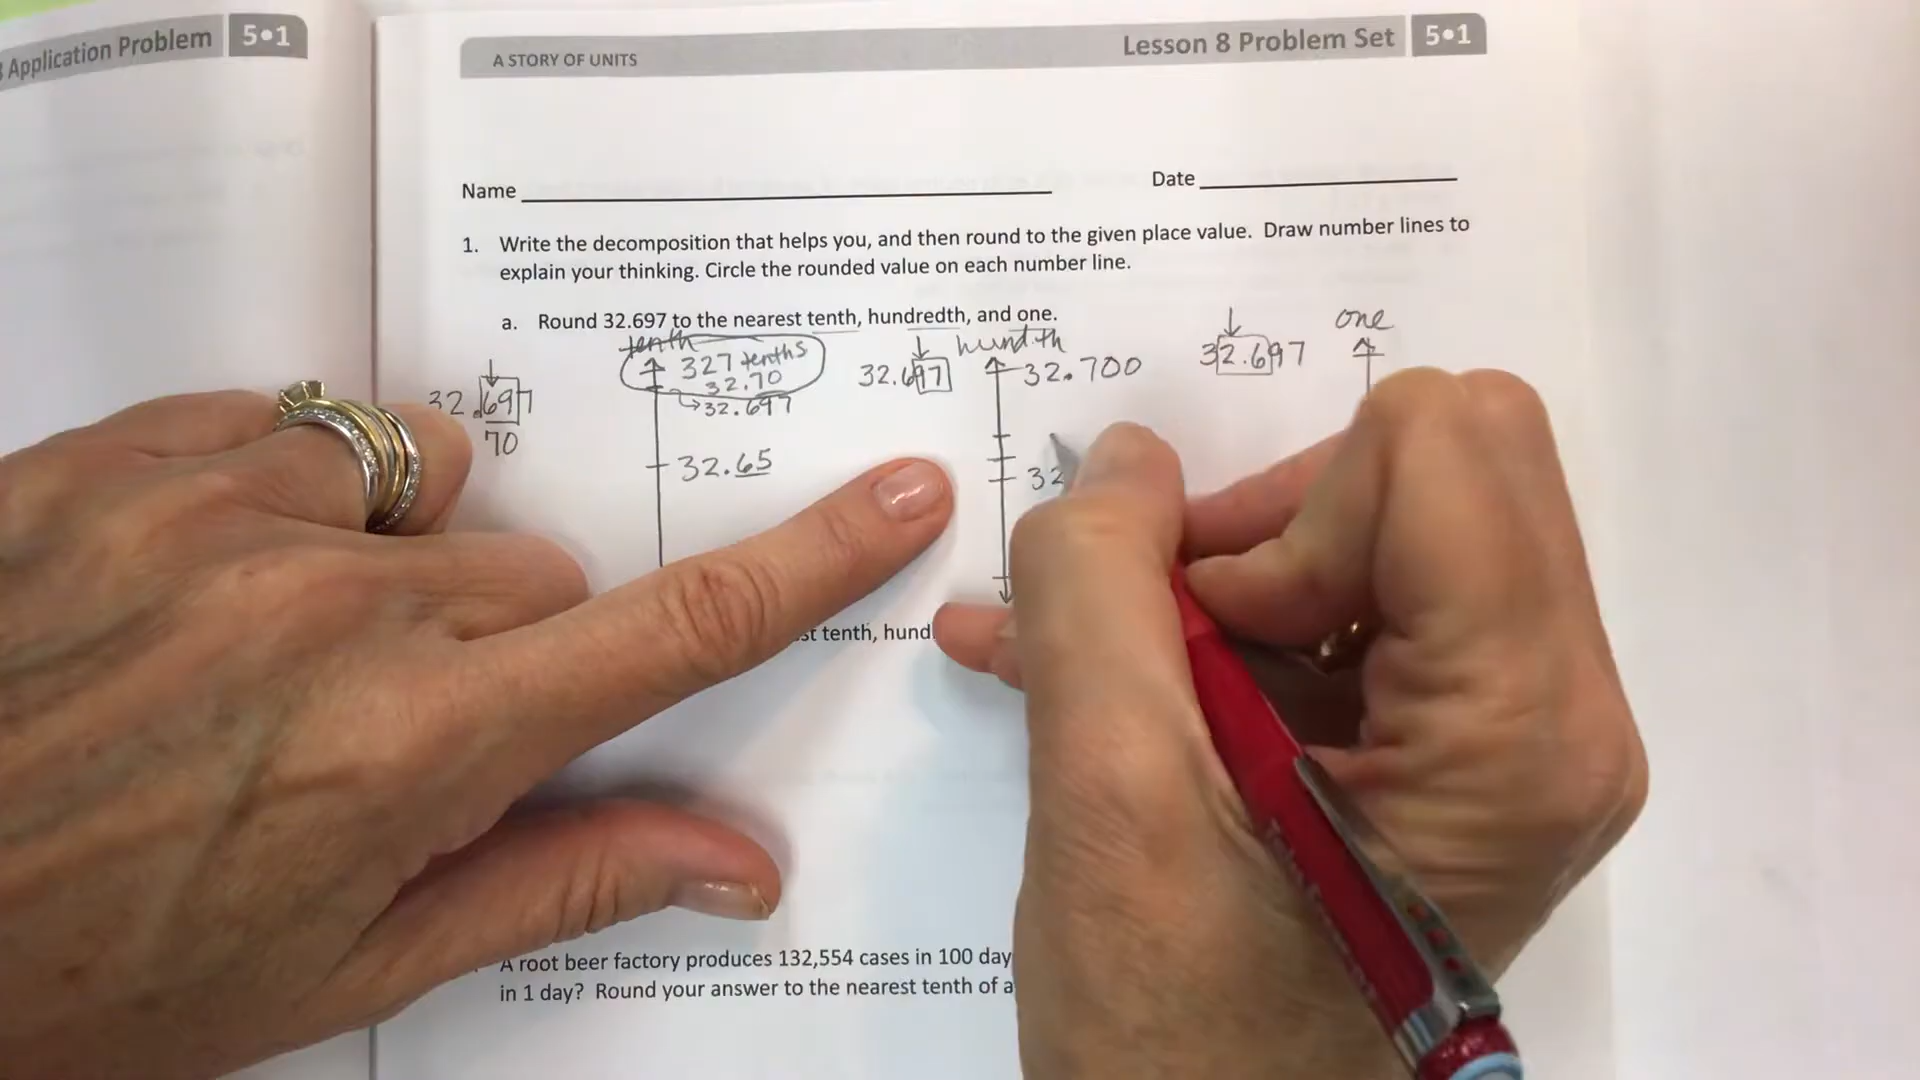 Application Problem 5•1
A STORY OF UNITS
Lesson 8 Problem Set 5•1
Name
Date
1. Write the decomposition that helps you, and then round to the given place value. Draw number lines to
explain your thinking. Circle the rounded value on each number line.
a. Round 32.697 to the nearest tenth, hundredth, and one.
tenth
327 tenths
32.70
32.697
32.65
32.697
70
hund.th
32.697
32.700
32
one
32.697
st tenth, hund
A root beer factory produces 132,554 cases in 100 day
in 1 day? Round your answer to the nearest tenth of a